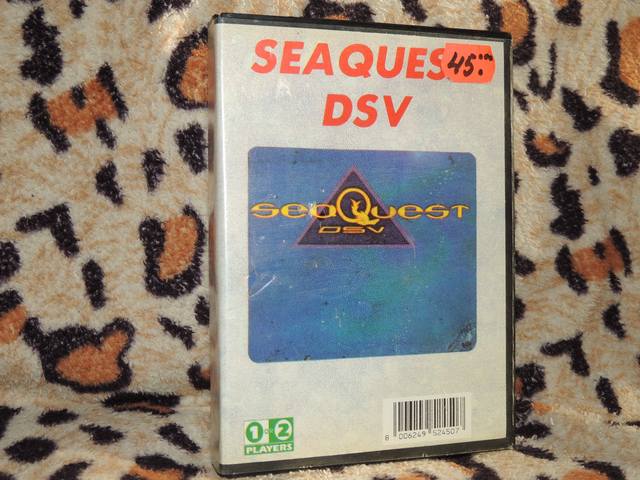 SEAQUES 45.--
DSV
seaQuest
DSV
1 2
PLAYERS
8 006249 524507